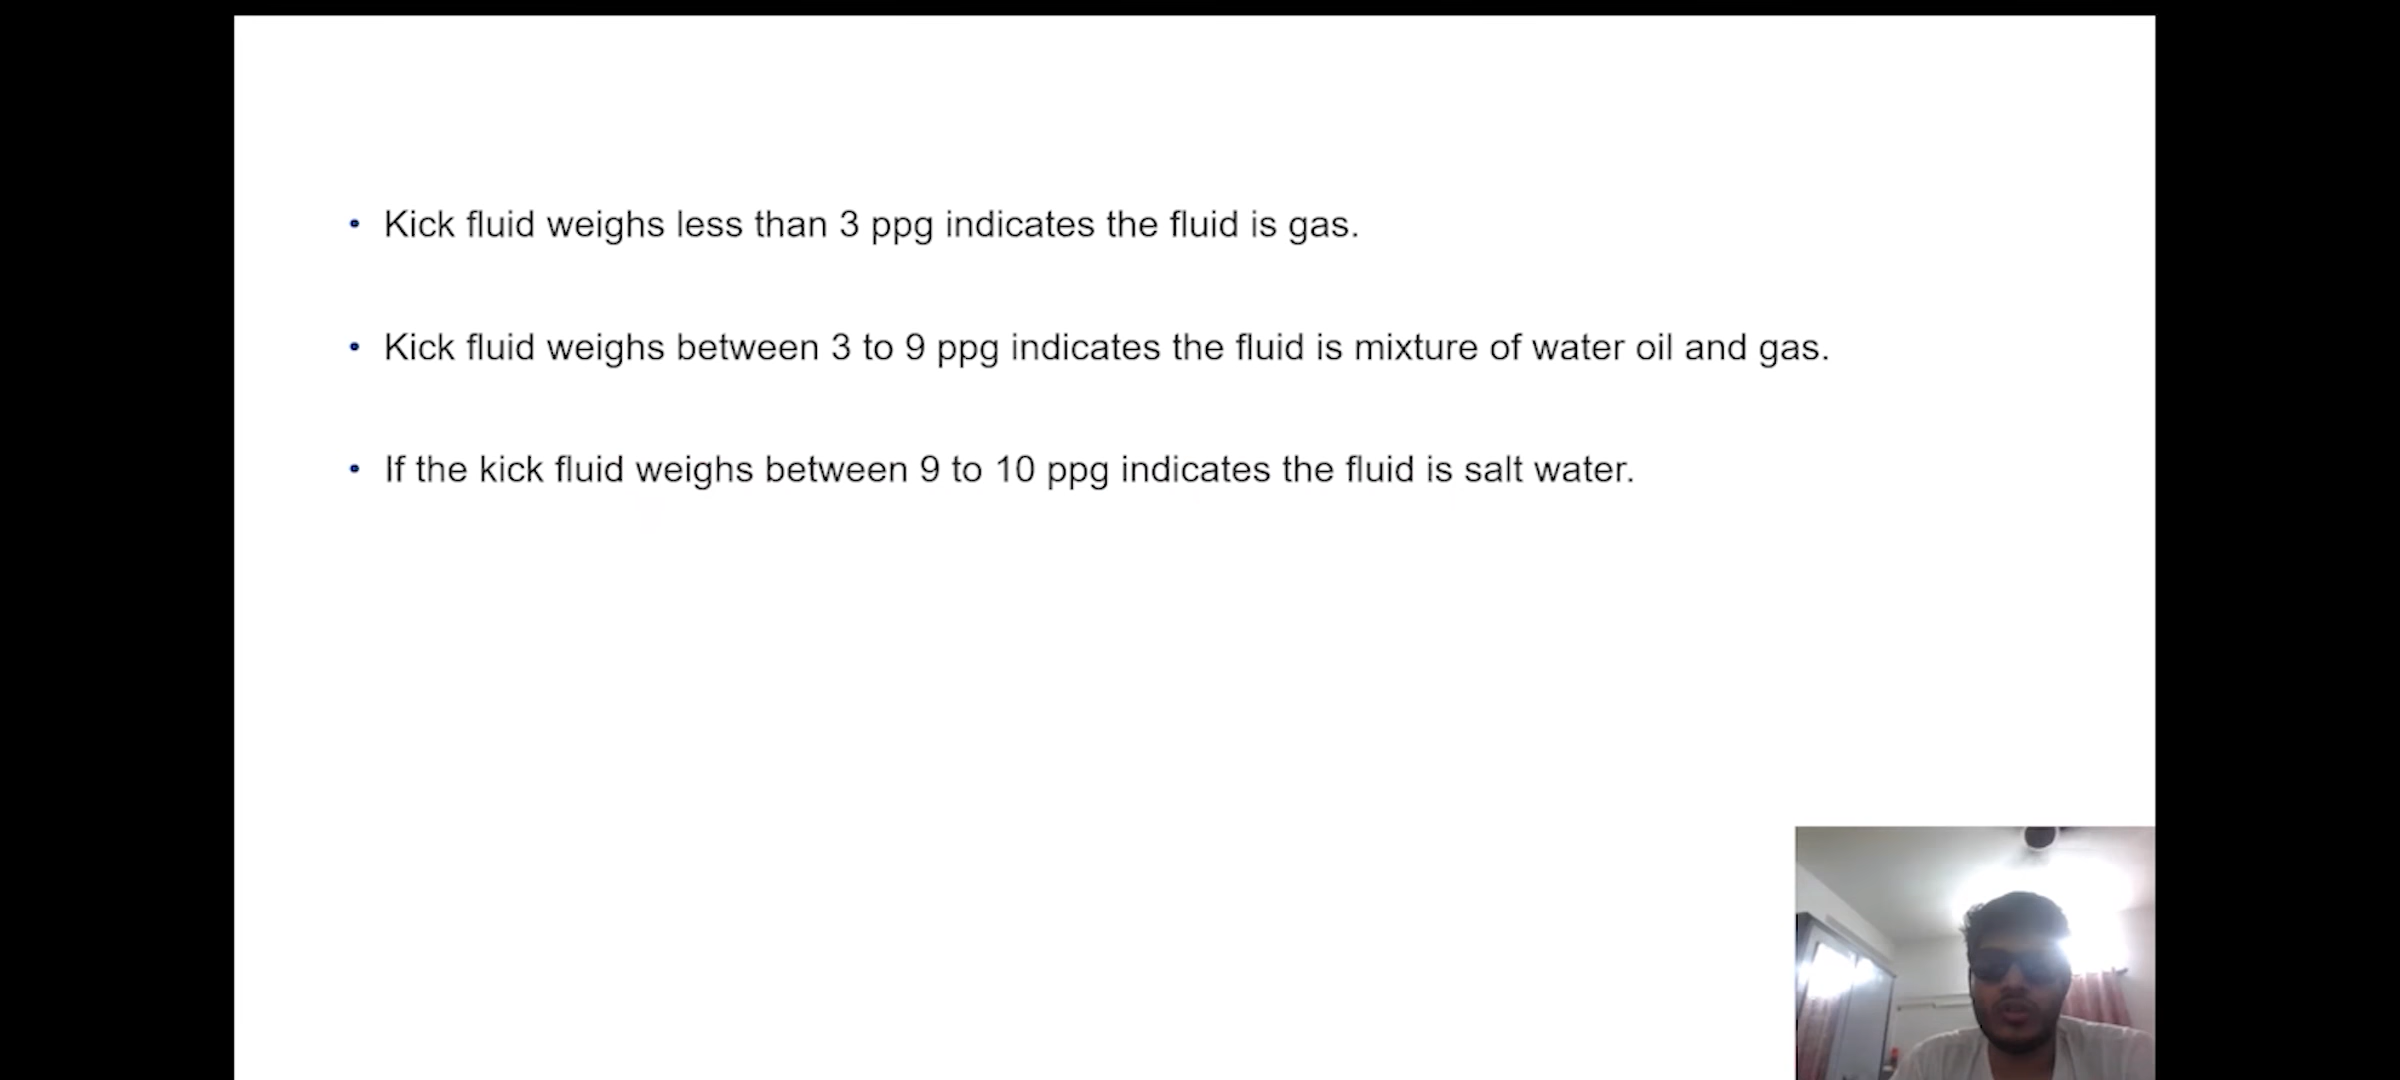 • Kick fluid weighs less than 3 ppg indicates the fluid is gas.
• Kick fluid weighs between 3 to 9 ppg indicates the fluid is mixture of water oil and gas.
• If the kick fluid weighs between 9 to 10 ppg indicates the fluid is salt water.